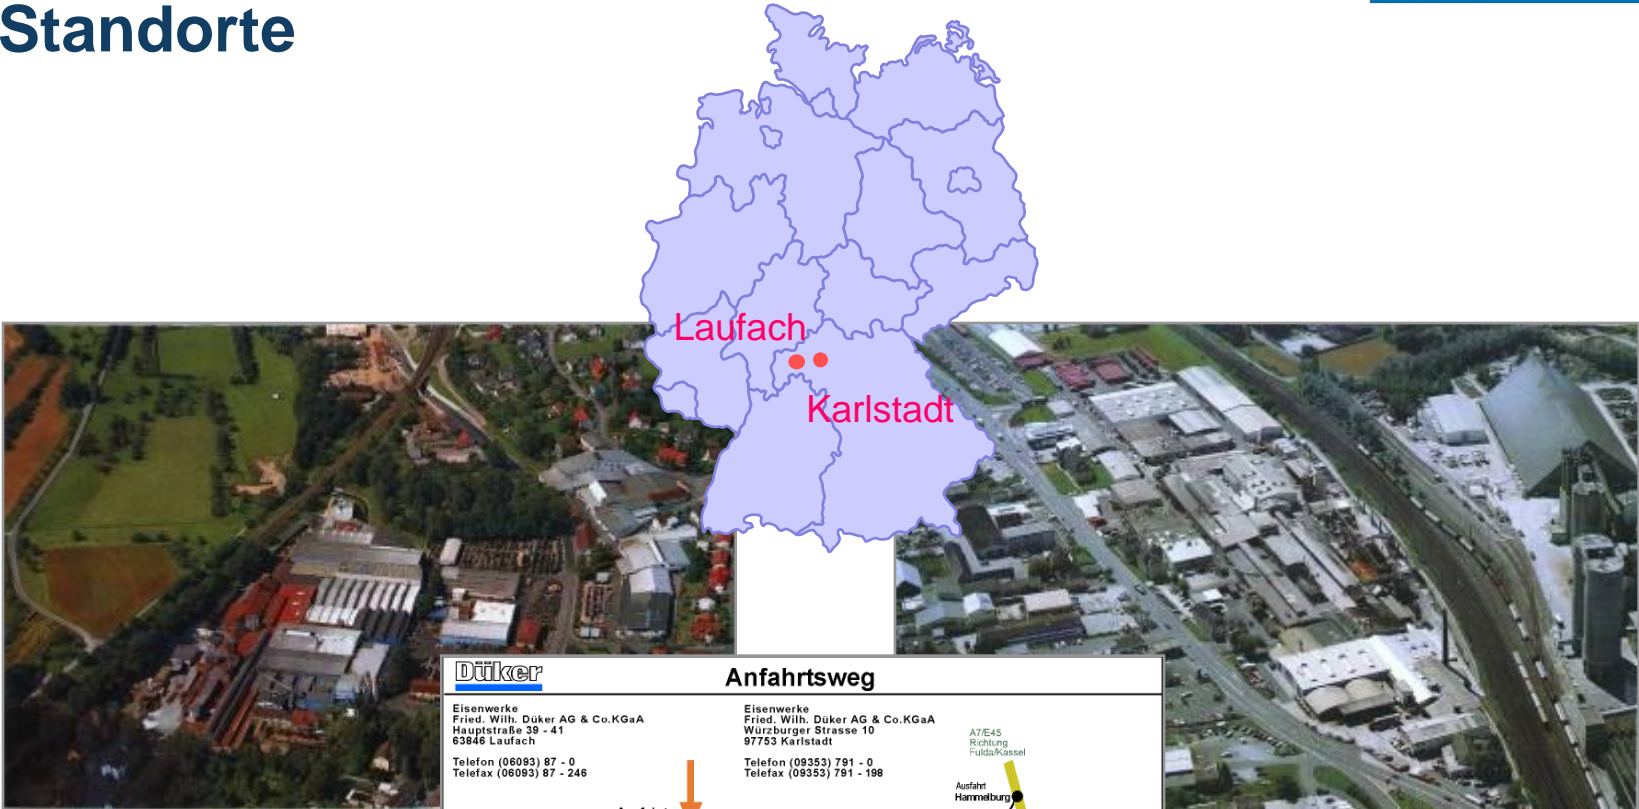 Standorte
Laufach
Karlstadt
Düker
Anfahrtsweg
Eisenwerke
Fried. Wilh. Düker AG & Co.KGaA
Hauptstraße 39 - 41
63846 Laufach
Telefon (06093) 87 - 0
Telefax (06093) 87 - 246
Eisenwerke
Fried. Wilh. Düker AG & Co.KGaA
Würzburger Strasse 10
97753 Karlstadt
Telefon (09353) 791 - 0
Telefax (09353) 791 - 198
A7/E45
Richtung
Fulda/Kassel
Ausfahrt
Hammelburg